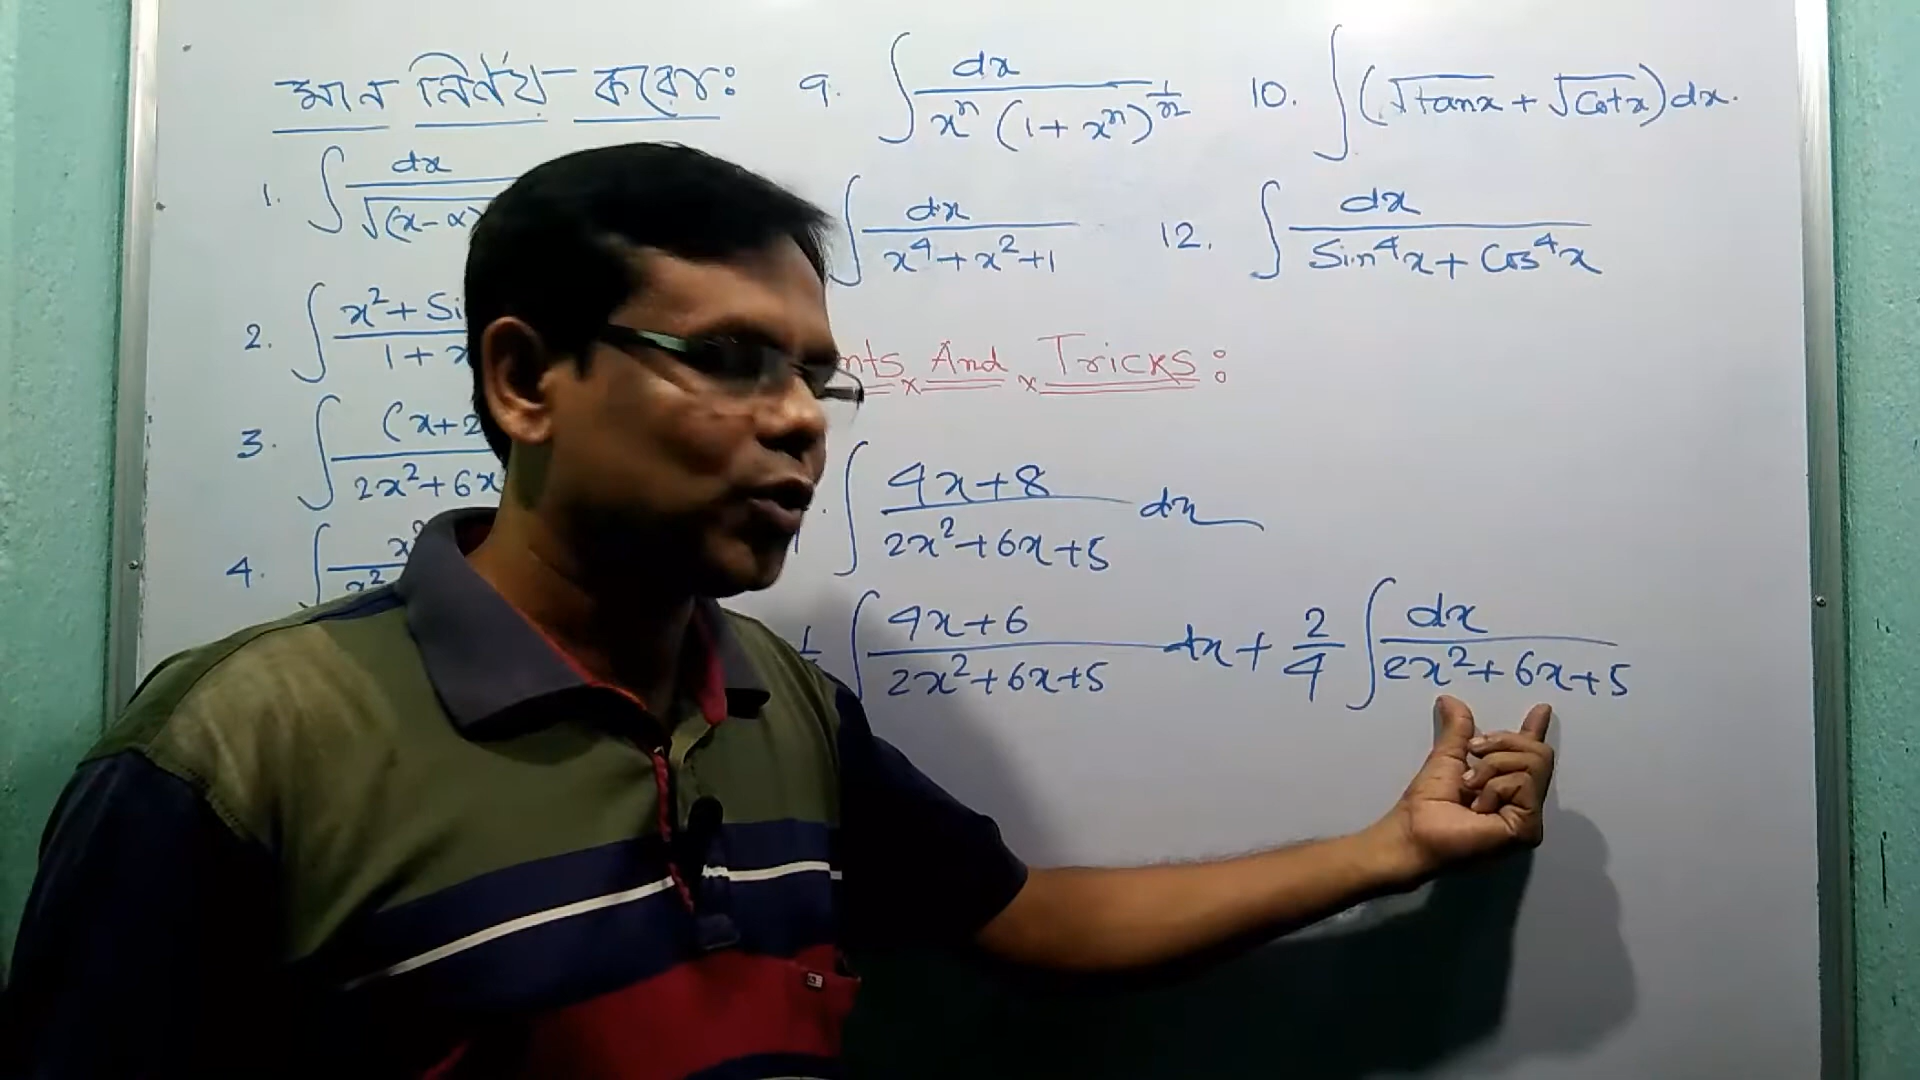 মান নির্ণয় করোঃ
1. ∫ dx / √(x-α)
2. ∫ x² + Si / 1 +
3. ∫ (x+2 / 2x²+6x
4. ∫ x² / x²
9. ∫ dx / xⁿ (1 + xⁿ)^(1/n)
10. ∫ (√tanx + √Cotx) dx.
∫ dx / x⁴+x²+1
12. ∫ dx / Sin⁴x + Cos⁴x
And Tricks:
∫ 4x+8 / 2x²+6x+5 dx
∫ 4x+6 / 2x²+6x+5 dx + 2/4 ∫ dx / 2x²+6x+5